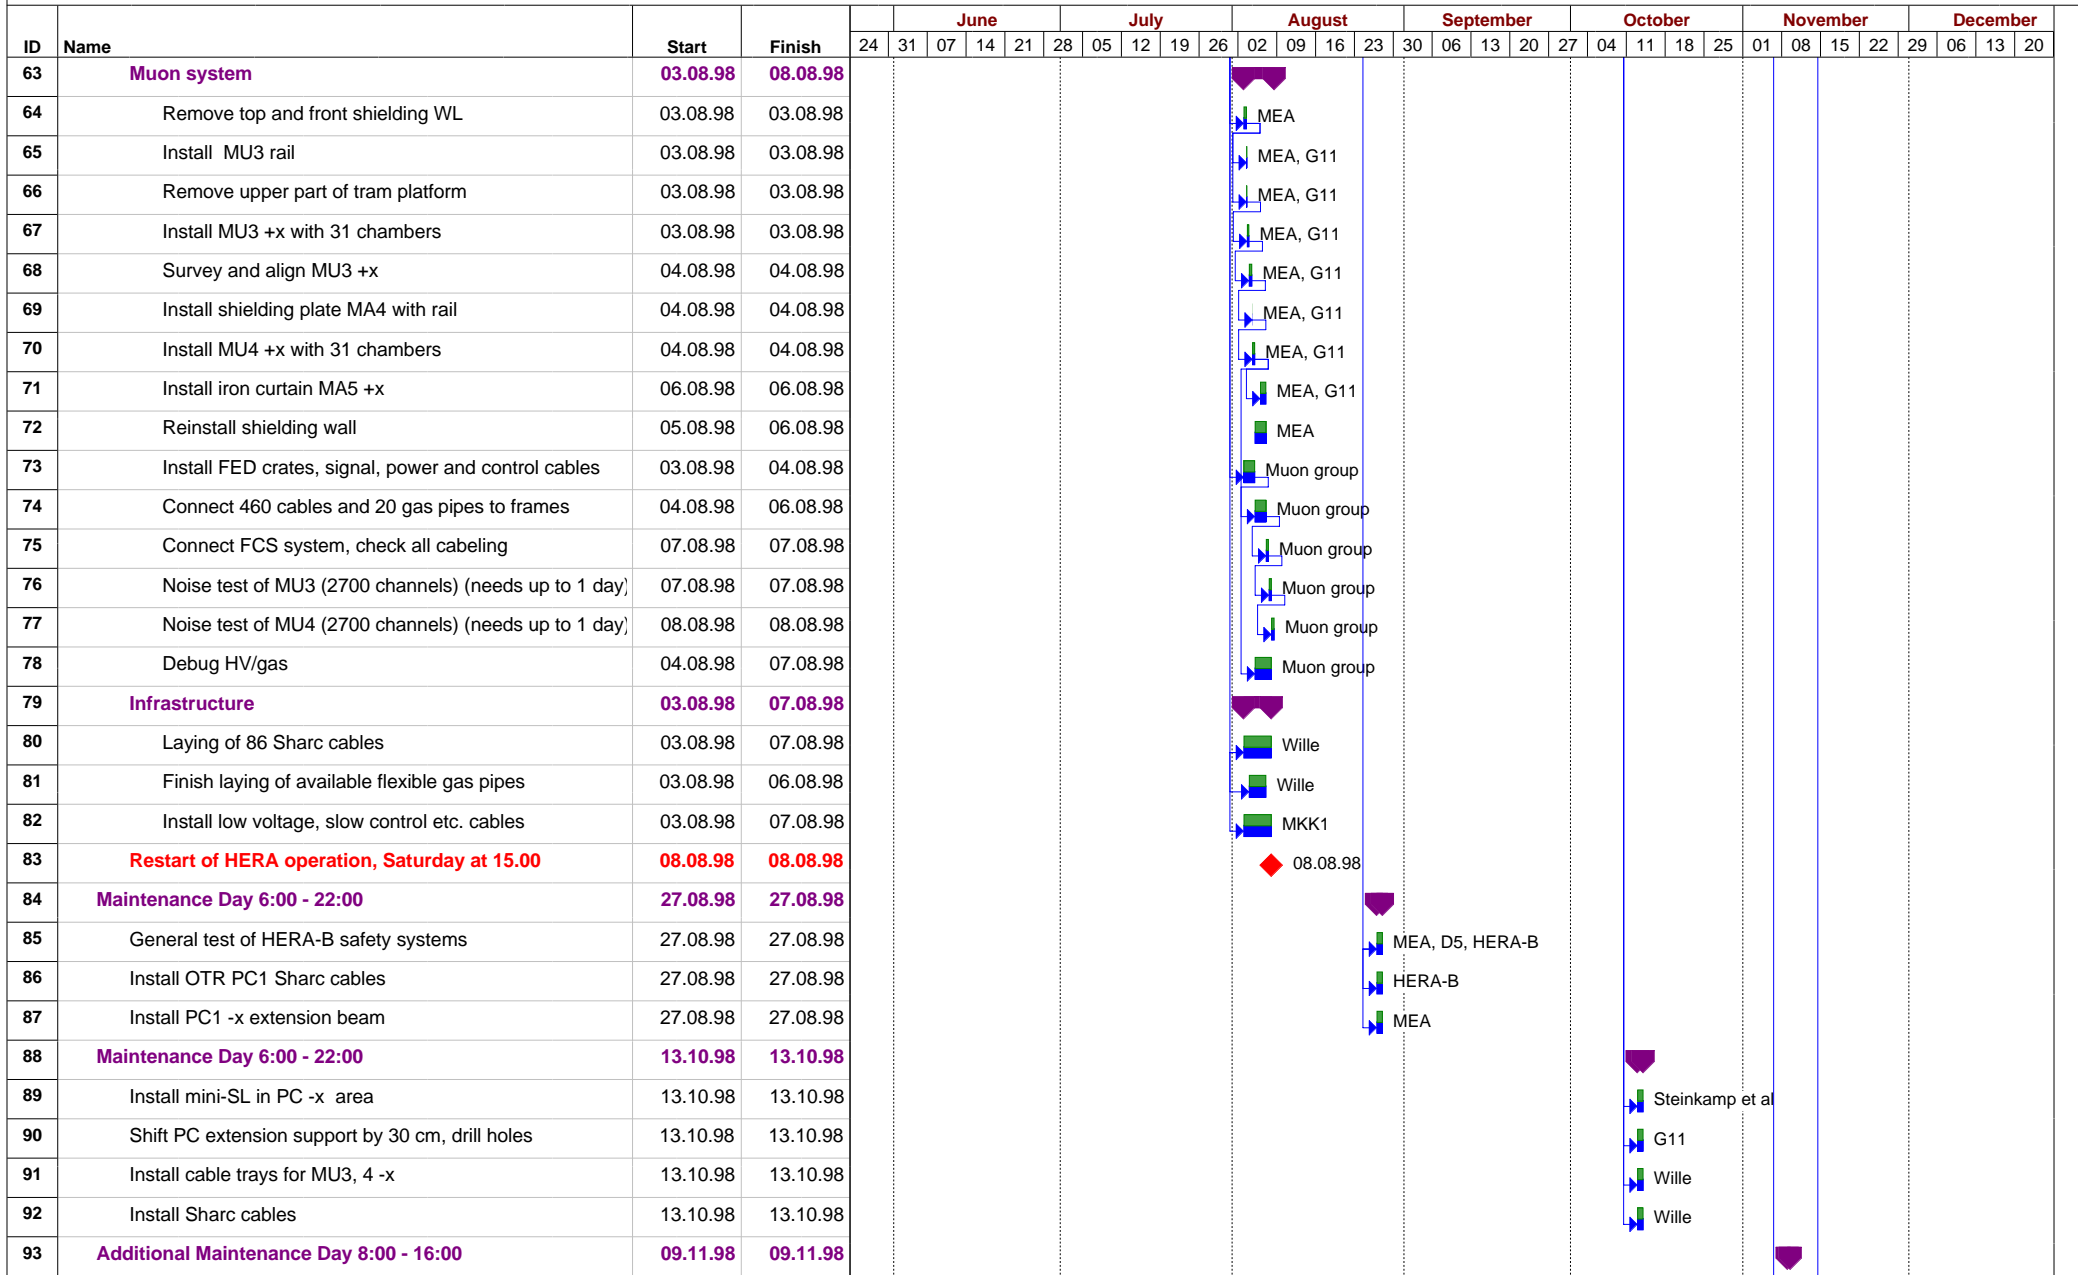 June July August September October November December
ID Name Start Finish 24 31 07 14 21 28 05 12 19 26 02 09 16 23 30 06 13 20 27 04 11 18 25 01 08 15 22 29 06 13 20
63 Muon system 03.08.98 08.08.98
64 Remove top and front shielding WL 03.08.98 03.08.98 MEA
65 Install MU3 rail 03.08.98 03.08.98 MEA, G11
66 Remove upper part of tram platform 03.08.98 03.08.98 MEA, G11
67 Install MU3 +x with 31 chambers 03.08.98 03.08.98 MEA, G11
68 Survey and align MU3 +x 04.08.98 04.08.98 MEA, G11
69 Install shielding plate MA4 with rail 04.08.98 04.08.98 MEA, G11
70 Install MU4 +x with 31 chambers 04.08.98 04.08.98 MEA, G11
71 Install iron curtain MA5 +x 06.08.98 06.08.98 MEA, G11
72 Reinstall shielding wall 05.08.98 06.08.98 MEA
73 Install FED crates, signal, power and control cables 03.08.98 04.08.98 Muon group
74 Connect 460 cables and 20 gas pipes to frames 04.08.98 06.08.98 Muon group
75 Connect FCS system, check all cabeling 07.08.98 07.08.98 Muon group
76 Noise test of MU3 (2700 channels) (needs up to 1 day) 07.08.98 07.08.98 Muon group
77 Noise test of MU4 (2700 channels) (needs up to 1 day) 08.08.98 08.08.98 Muon group
78 Debug HV/gas 04.08.98 07.08.98 Muon group
79 Infrastructure 03.08.98 07.08.98
80 Laying of 86 Sharc cables 03.08.98 07.08.98 Wille
81 Finish laying of available flexible gas pipes 03.08.98 06.08.98 Wille
82 Install low voltage, slow control etc. cables 03.08.98 07.08.98 MKK1
83 Restart of HERA operation, Saturday at 15.00 08.08.98 08.08.98 08.08.98
84 Maintenance Day 6:00 - 22:00 27.08.98 27.08.98
85 General test of HERA-B safety systems 27.08.98 27.08.98 MEA, D5, HERA-B
86 Install OTR PC1 Sharc cables 27.08.98 27.08.98 HERA-B
87 Install PC1 -x extension beam 27.08.98 27.08.98 MEA
88 Maintenance Day 6:00 - 22:00 13.10.98 13.10.98
89 Install mini-SL in PC -x area 13.10.98 13.10.98 Steinkamp et al
90 Shift PC extension support by 30 cm, drill holes 13.10.98 13.10.98 G11
91 Install cable trays for MU3, 4 -x 13.10.98 13.10.98 Wille
92 Install Sharc cables 13.10.98 13.10.98 Wille
93 Additional Maintenance Day 8:00 - 16:00 09.11.98 09.11.98